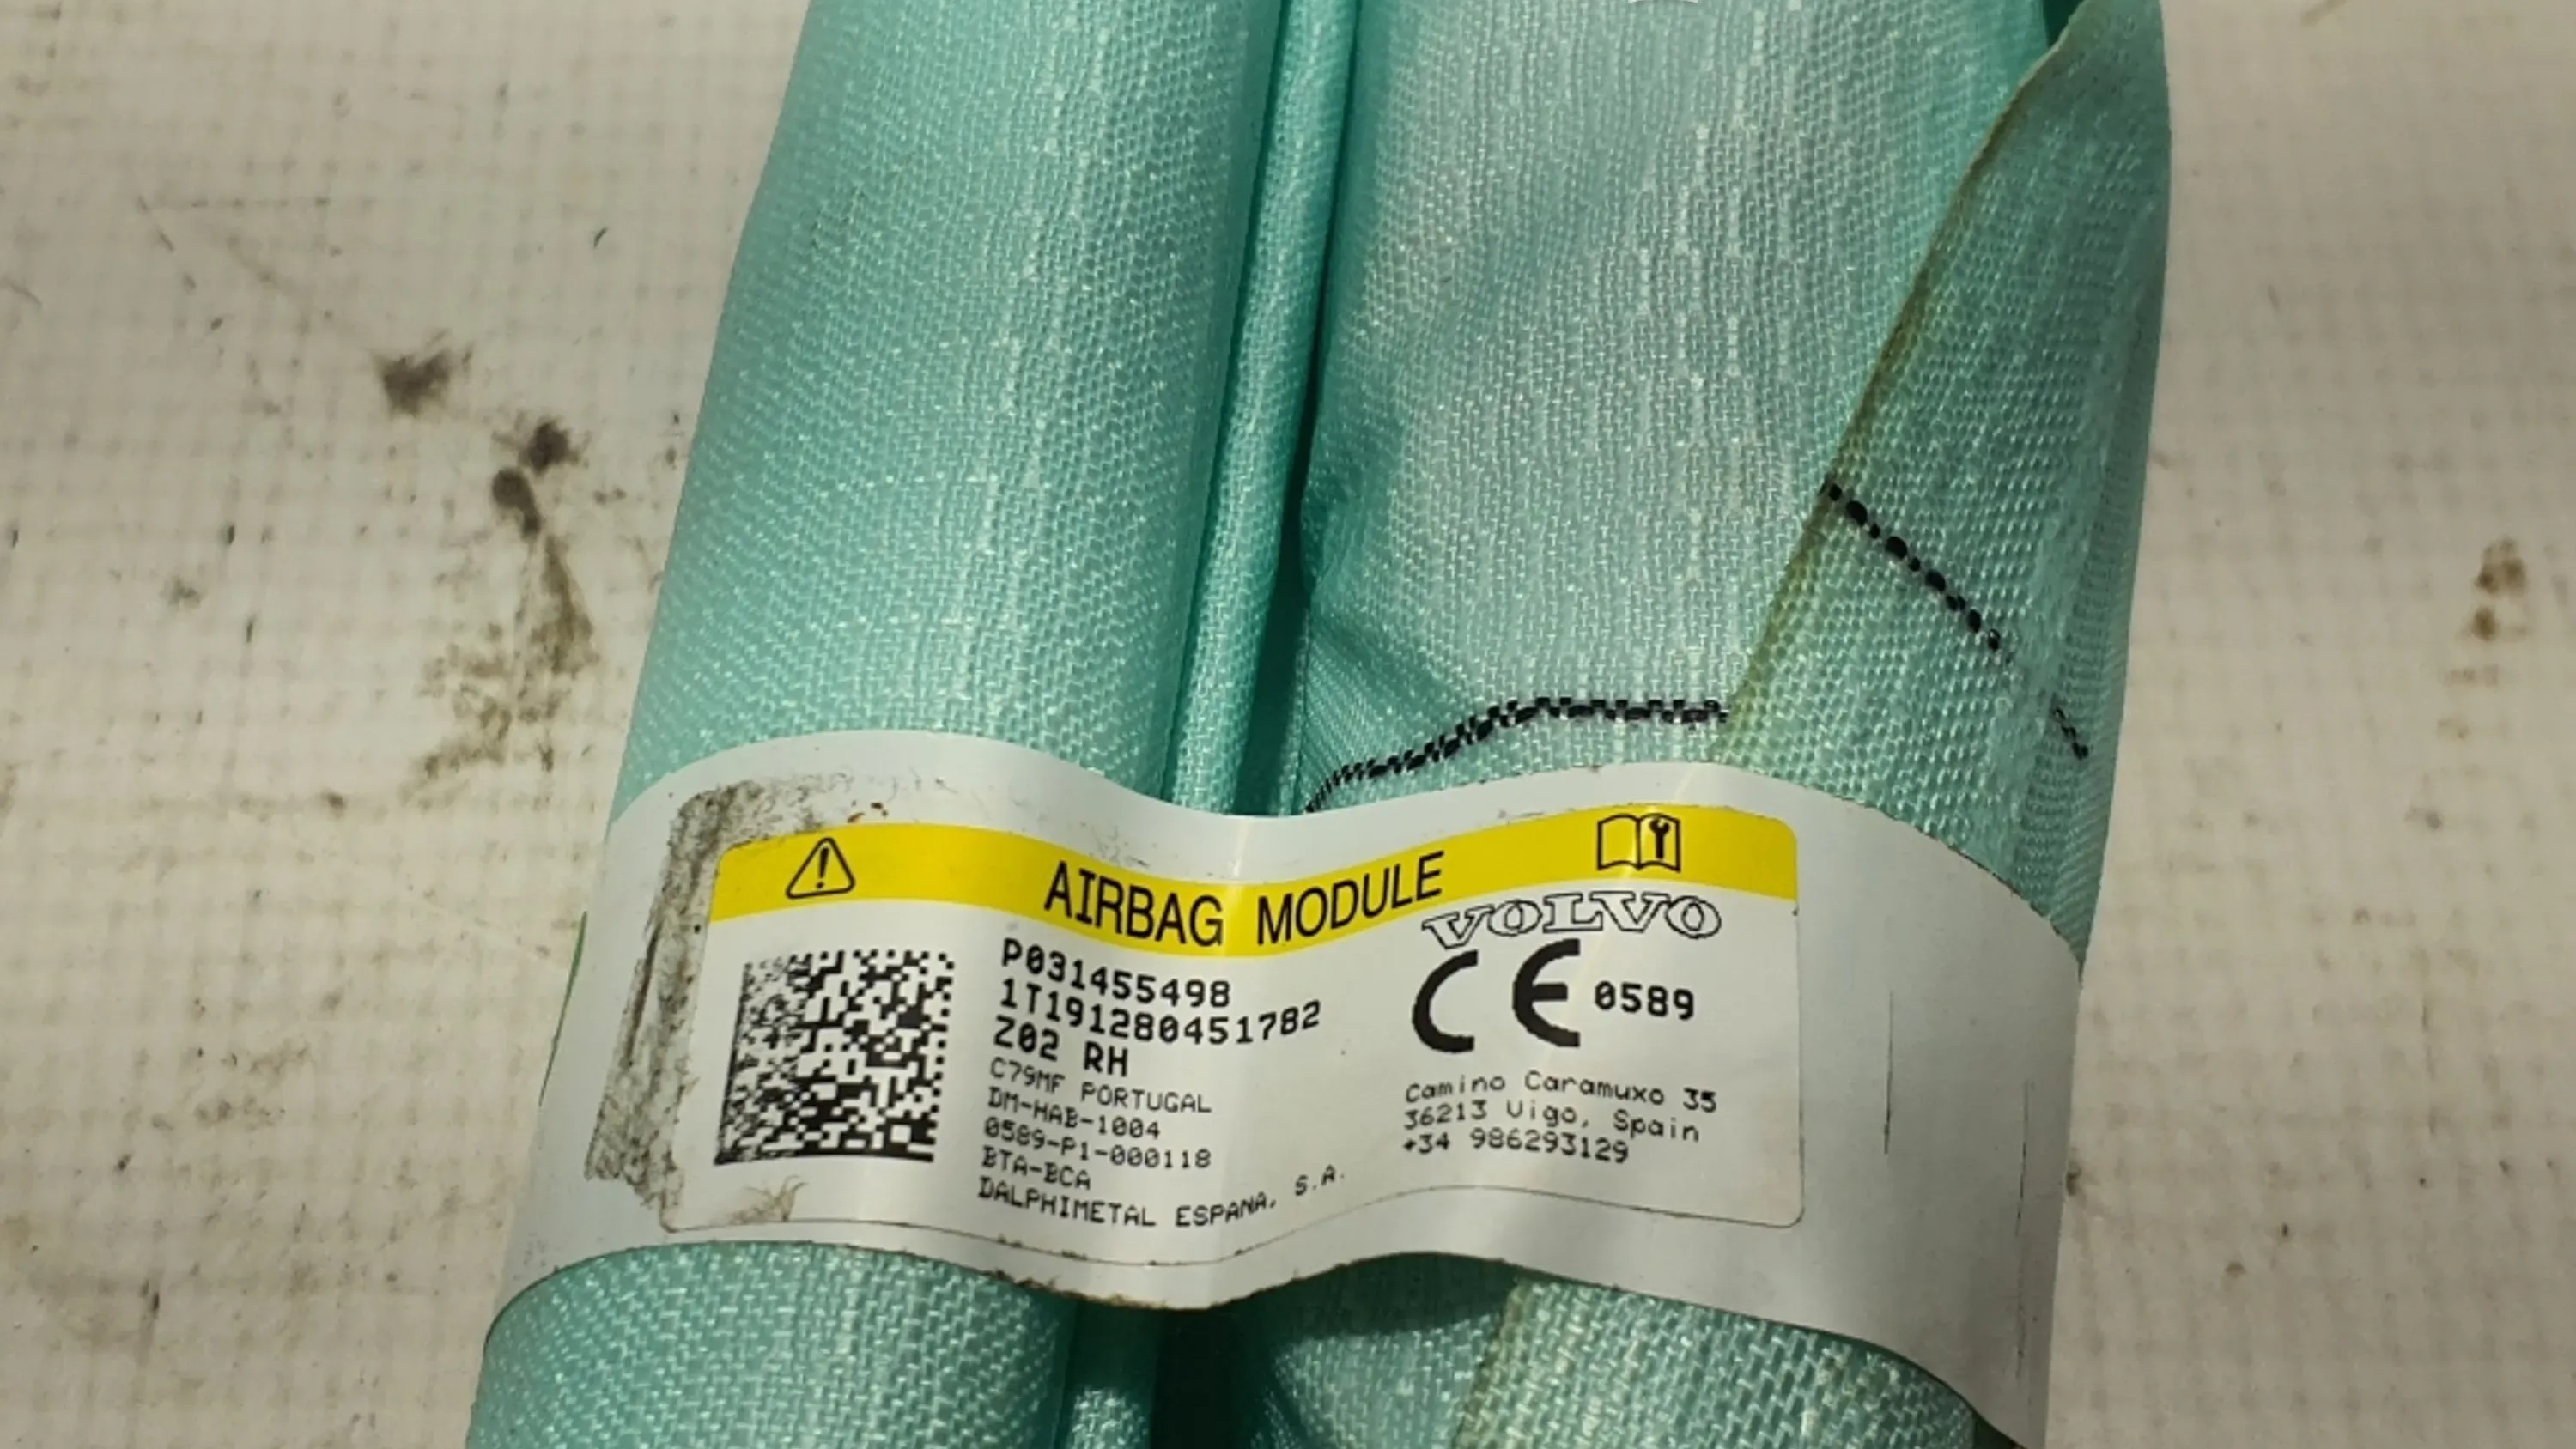 AIRBAG MODULE
VOLVO
P031455498
1T191280451782
Z02 RH
C79MF PORTUGAL
DM-HAB-1004
0589-P1-000118
BTA-BCA
DALPHIMETAL ESPANA, S.A.
CE 0589
Camino Caramuxo 35
36213 Vigo, Spain
+34 986293129